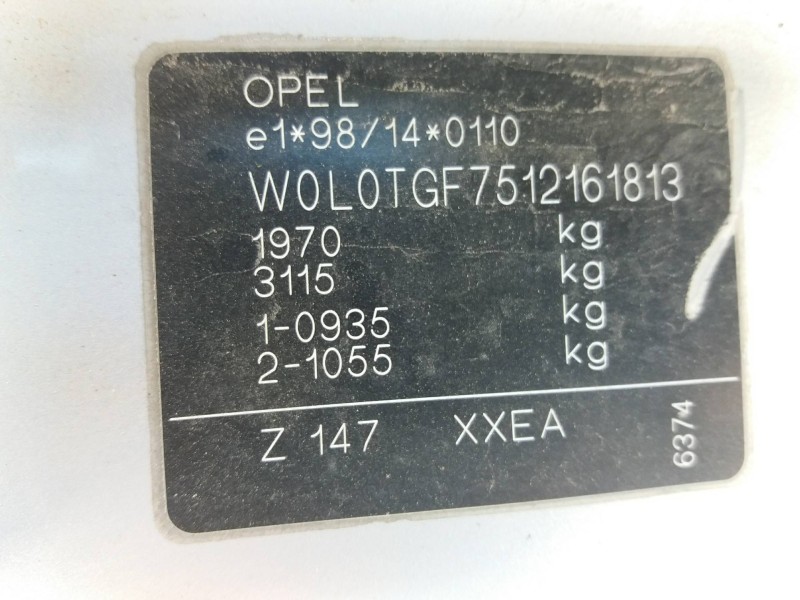 OPEL
e1*98/14*0110
W0L0TGF7512161813
1970 kg
3115 kg
1-0935 kg
2-1055 kg
Z 147 XXEA
6374